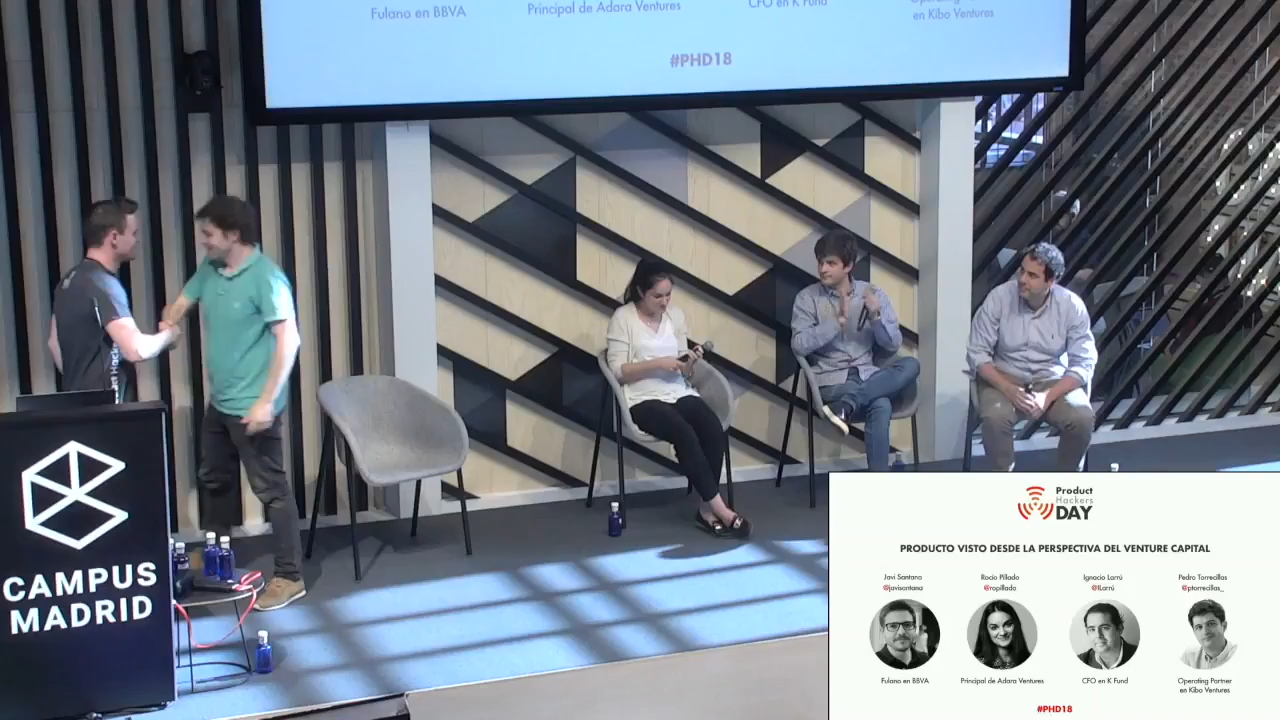 Fulano en BBVA
Principal de Adara Ventures
CFO en K Fund
en Kibo Ventures
#PHD18
CAMPUS
MADRID
Product
Hackers
DAY
PRODUCTO VISTO DESDE LA PERSPECTIVA DEL VENTURE CAPITAL
Javi Santana
@javisantana
Rocío Pillado
@ropillado
Ignacio Larrú
@ILarrú
Pedro Torrecillas
@ptorrecillas_
Fulano en BBVA
Principal de Adara Ventures
CFO en K Fund
Operating Partner
en Kibo Ventures
#PHD18